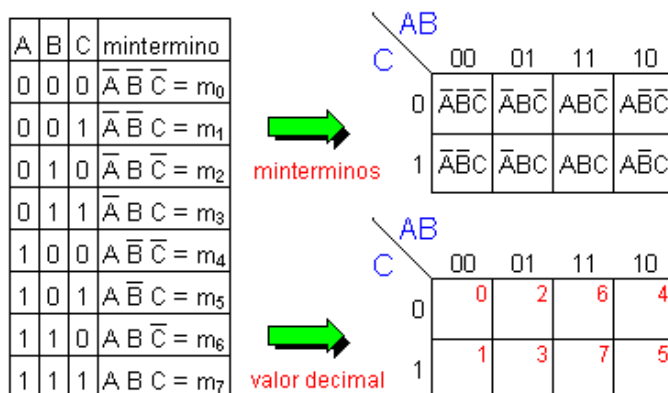 A B C mintermino
0 0 0 A̅ B̅ C̅ = m₀
0 0 1 A̅ B̅ C = m₁
0 1 0 A̅ B C̅ = m₂
0 1 1 A̅ B C = m₃
1 0 0 A B̅ C̅ = m₄
1 0 1 A B̅ C = m₅
1 1 0 A B C̅ = m₆
1 1 1 A B C = m₇
minterminos
AB
C 00 01 11 10
0 A̅B̅C̅ A̅BC̅ ABC̅ AB̅C̅
1 A̅B̅C A̅BC ABC AB̅C
valor decimal
AB
C 00 01 11 10
0 0 2 6 4
1 1 3 7 5